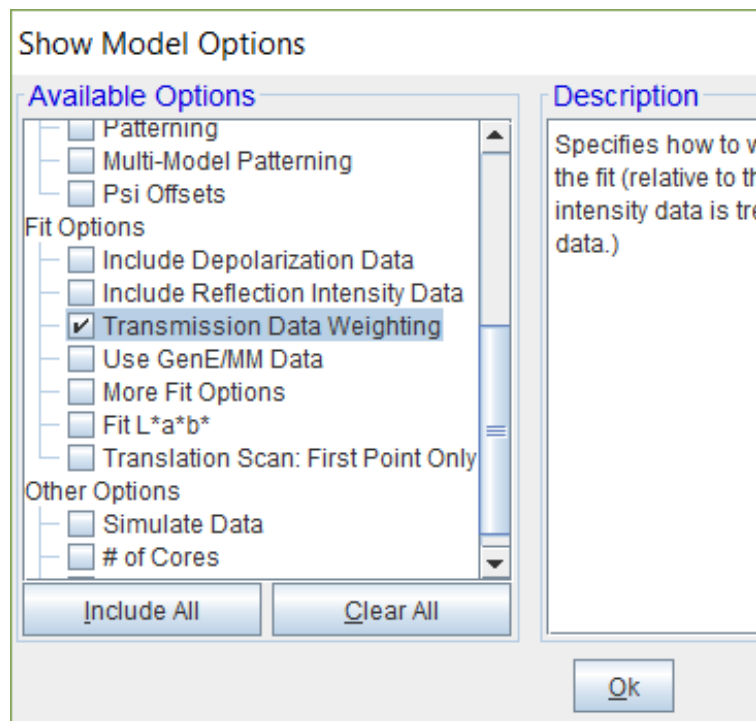 Show Model Options
Available Options
Patterning
Multi-Model Patterning
Psi Offsets
Fit Options
Include Depolarization Data
Include Reflection Intensity Data
Transmission Data Weighting
Use GenE/MM Data
More Fit Options
Fit L*a*b*
Translation Scan: First Point Only
Other Options
Simulate Data
# of Cores
Include All
Clear All
Description
Specifies how to
the fit (relative to
intensity data is
data.)
Ok